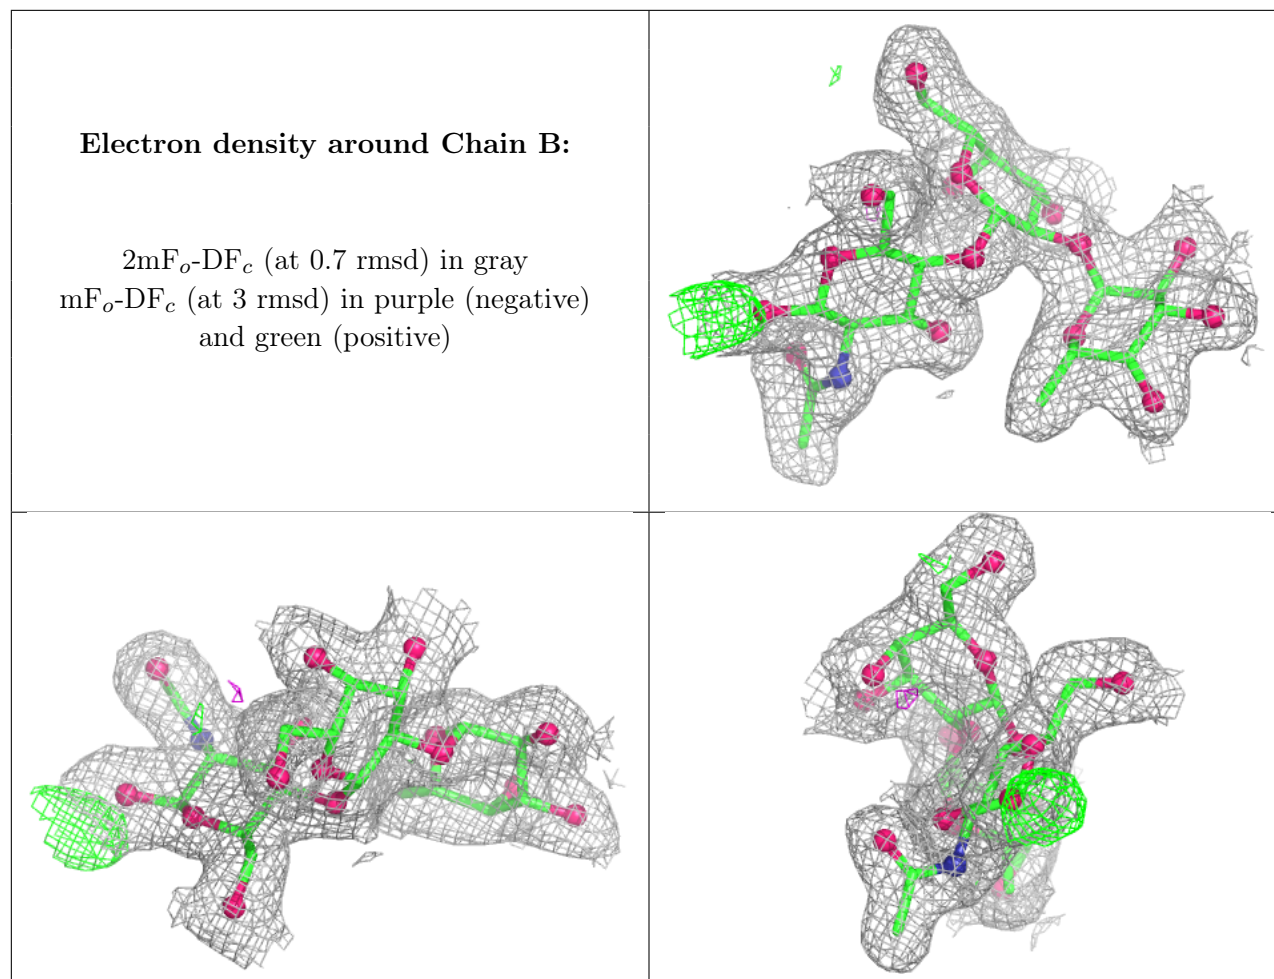 Electron density around Chain B:
2mFₒ-DF𝒸 (at 0.7 rmsd) in gray
mFₒ-DF𝒸 (at 3 rmsd) in purple (negative)
and green (positive)